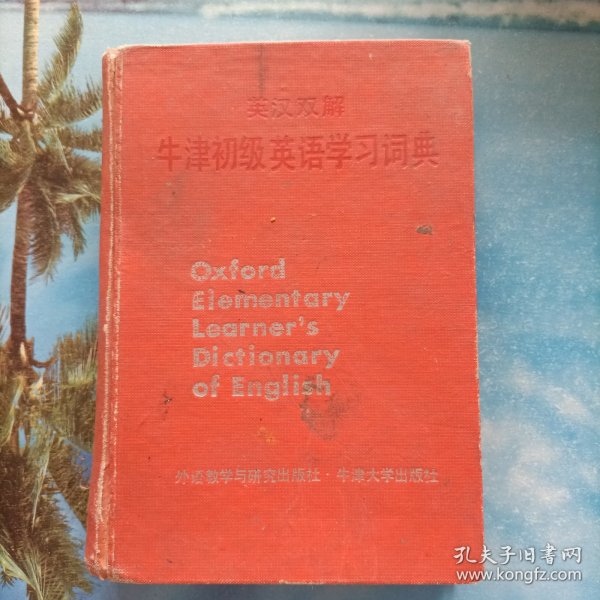 英汉双解
牛津初级英语学习词典
Oxford
Elementary
Learner's
Dictionary
of English
外语教学与研究出版社·牛津大学出版社
孔夫子旧书网
www.kongfz.com